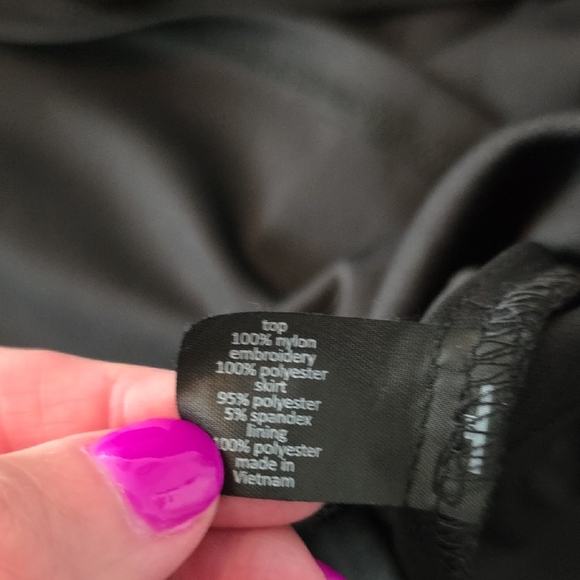 top
100% nylon
embroidery
100% polyester
skirt
95% polyester
5% spandex
lining
100% polyester
made in
Vietnam